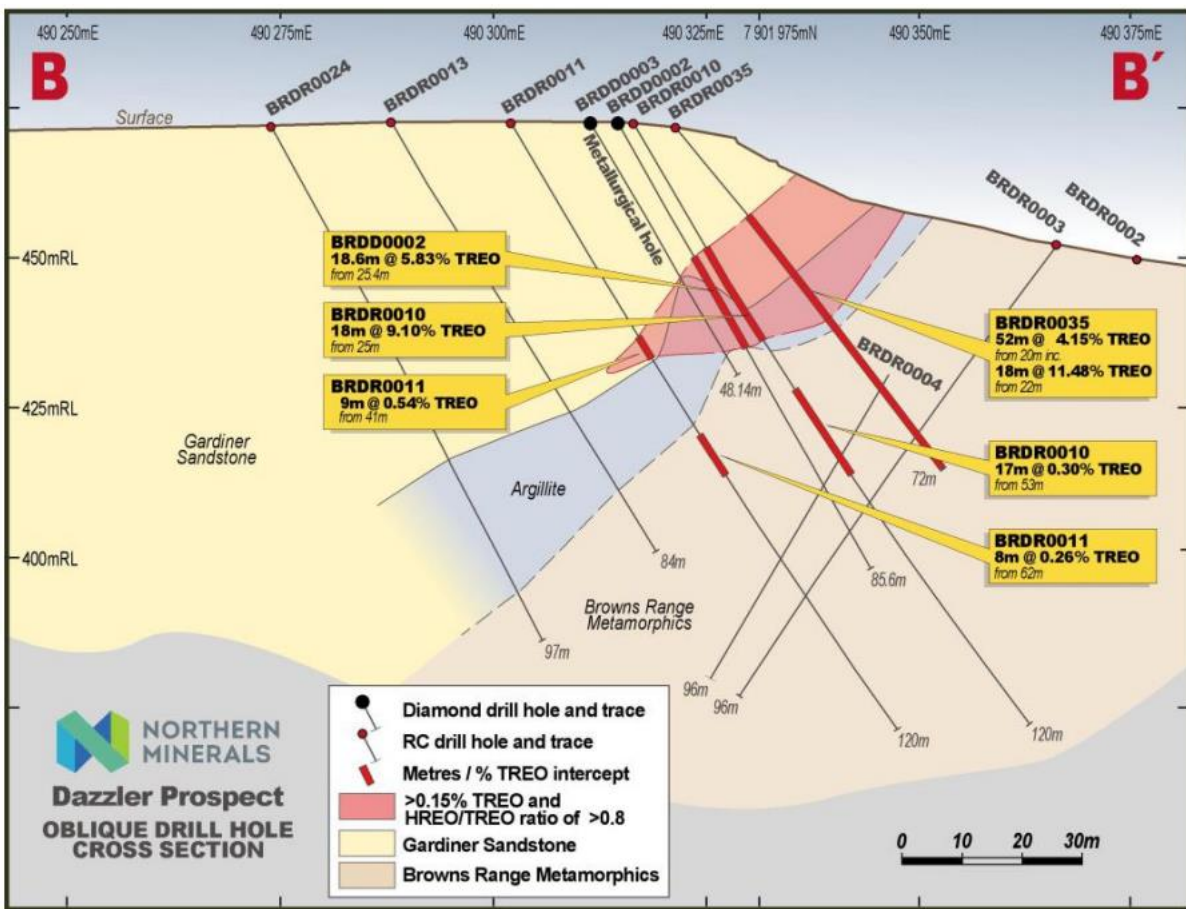 490 250mE
490 275mE
490 300mE
490 325mE
7 901 975mN
490 350mE
490 375mE
B
B´
BRDR0024
BRDR0013
BRDR0011
BRDD0003
BRDD0002
BRDR0010
BRDR0035
Surface
BRDR0003
BRDR0002
Metallurgical hole
450mRL
425mRL
400mRL
BRDD0002
18.6m @ 5.83% TREO
from 25.4m
BRDR0010
18m @ 9.10% TREO
from 25m
BRDR0011
9m @ 0.54% TREO
from 41m
BRDR0035
52m @ 4.15% TREO
from 20m inc.
18m @ 11.48% TREO
from 22m
BRDR0010
17m @ 0.30% TREO
from 53m
BRDR0011
8m @ 0.26% TREO
from 62m
BRDR0004
48.14m
72m
84m
85.6m
97m
96m
96m
120m
120m
Gardiner
Sandstone
Argillite
Browns Range
Metamorphics
NORTHERN
MINERALS
Dazzler Prospect
OBLIQUE DRILL HOLE
CROSS SECTION
Diamond drill hole and trace
RC drill hole and trace
Metres / % TREO intercept
>0.15% TREO and
HREO/TREO ratio of >0.8
Gardiner Sandstone
Browns Range Metamorphics
0 10 20 30m